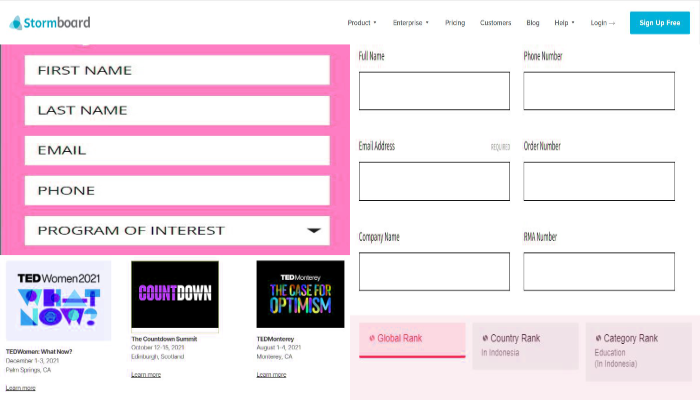 Stormboard
Product
Enterprise
Pricing
Customers
Blog
Help
Login →
Sign Up Free
FIRST NAME
LAST NAME
EMAIL
PHONE
PROGRAM OF INTEREST
Full Name
Phone Number
Email Address
REQUIRED
Order Number
Company Name
RMA Number
TEDWomen 2021
WHAT
NOW?
TEDWomen: What Now?
December 1-3, 2021
Palm Springs, CA
Learn more
COUNTDOWN
The Countdown Summit
October 12-15, 2021
Edinburgh, Scotland
Learn more
TEDMonterey
THE CASE FOR
OPTIMISM
TEDMonterey
August 1-4, 2021
Monterey, CA
Learn more
Global Rank
Country Rank
In Indonesia
Category Rank
Education
(In Indonesia)